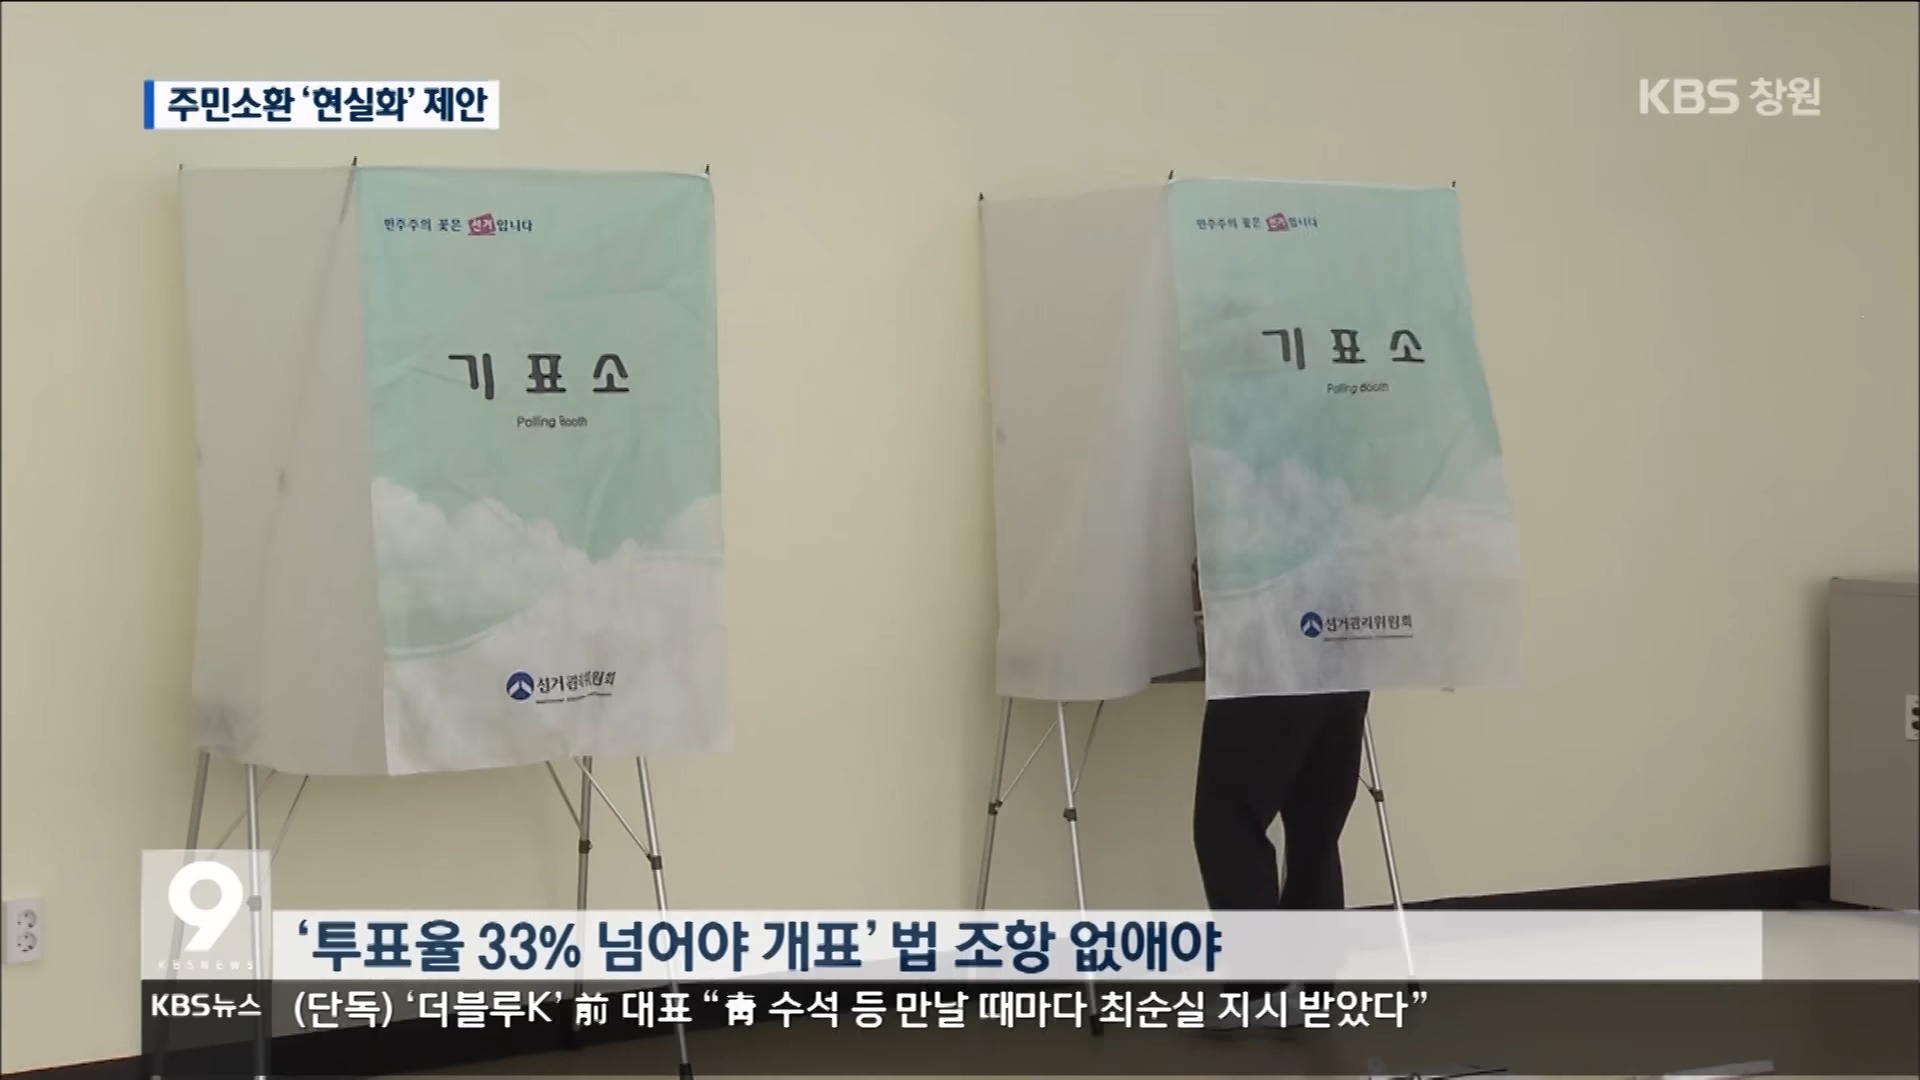 주민소환 ‘현실화’ 제안
KBS 창원
민주주의 꽃은 선거입니다
기 표 소
Polling Booth
선거관리위원회
민주주의 꽃은 선거입니다
기 표 소
Polling Booth
선거관리위원회
9
KBS NEWS
‘투표율 33% 넘어야 개표’ 법 조항 없애야
KBS뉴스
(단독) ‘더블루K’ 前 대표 “靑 수석 등 만날 때마다 최순실 지시 받았다”